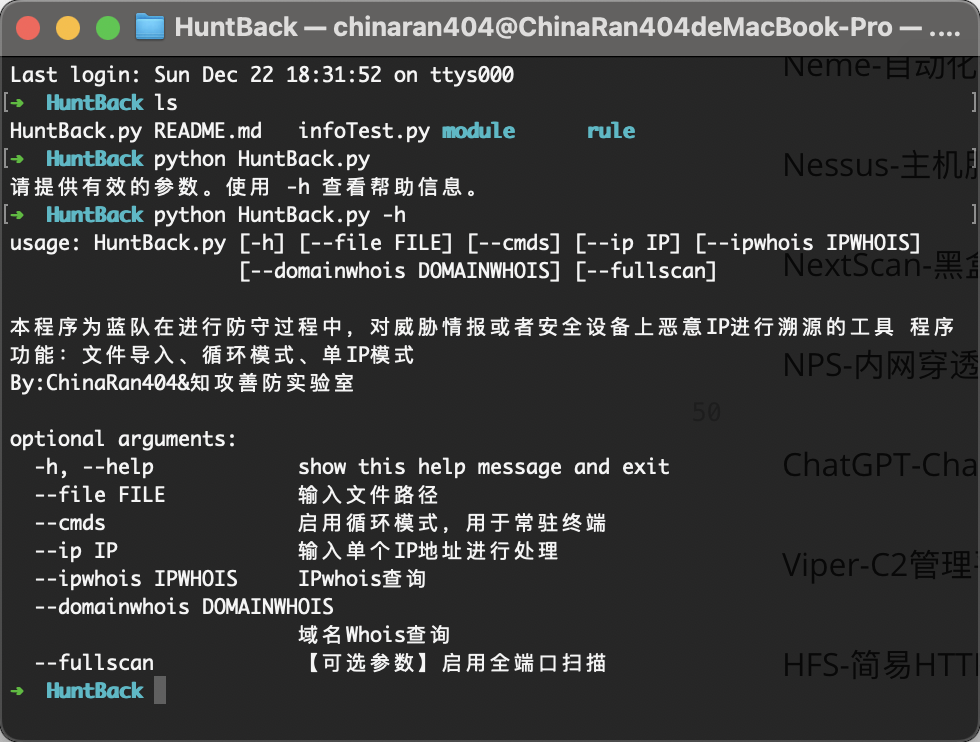 HuntBack — chinaran404@ChinaRan404deMacBook-Pro — ....
Last login: Sun Dec 22 18:31:52 on ttys000
[➜ HuntBack ls ]
HuntBack.py README.md infoTest.py module rule
[➜ HuntBack python HuntBack.py ]
请提供有效的参数。使用 -h 查看帮助信息。
[➜ HuntBack python HuntBack.py -h ]
usage: HuntBack.py [-h] [--file FILE] [--cmds] [--ip IP] [--ipwhois IPWHOIS]
[--domainwhois DOMAINWHOIS] [--fullscan]
本程序为蓝队在进行防守过程中，对威胁情报或者安全设备上恶意IP进行溯源的工具 程序
功能：文件导入、循环模式、单IP模式
By:ChinaRan404&知攻善防实验室
optional arguments:
-h, --help show this help message and exit
--file FILE 输入文件路径
--cmds 启用循环模式，用于常驻终端
--ip IP 输入单个IP地址进行处理
--ipwhois IPWHOIS IPwhois查询
--domainwhois DOMAINWHOIS
域名Whois查询
--fullscan 【可选参数】启用全端口扫描
➜ HuntBack
Neme-自动化
Nessus-主机
NextScan-黑
NPS-内网穿透
50
ChatGPT-Cha
Viper-C2管理
HFS-简易HTT